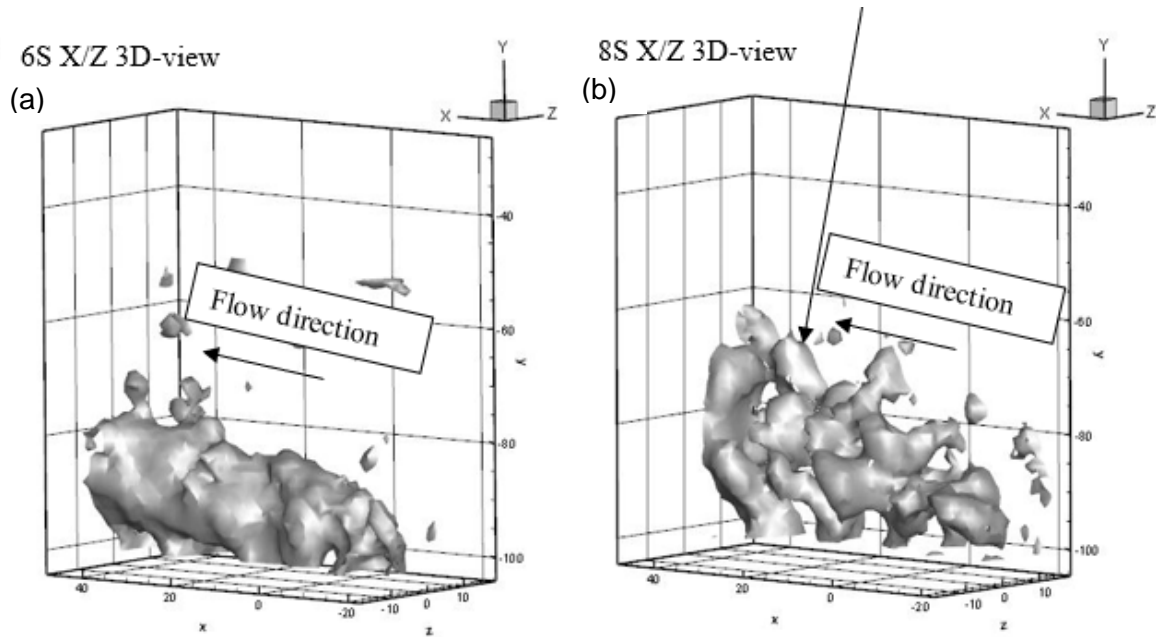 6S X/Z 3D-view
(a)
Y
X
Z
-40
-60
-80
-100
y
Flow direction
40
20
0
-20
x
-10
0
10
z
8S X/Z 3D-view
(b)
Y
X
Z
-40
-60
-80
-100
y
Flow direction
40
20
0
-20
x
-10
0
10
z